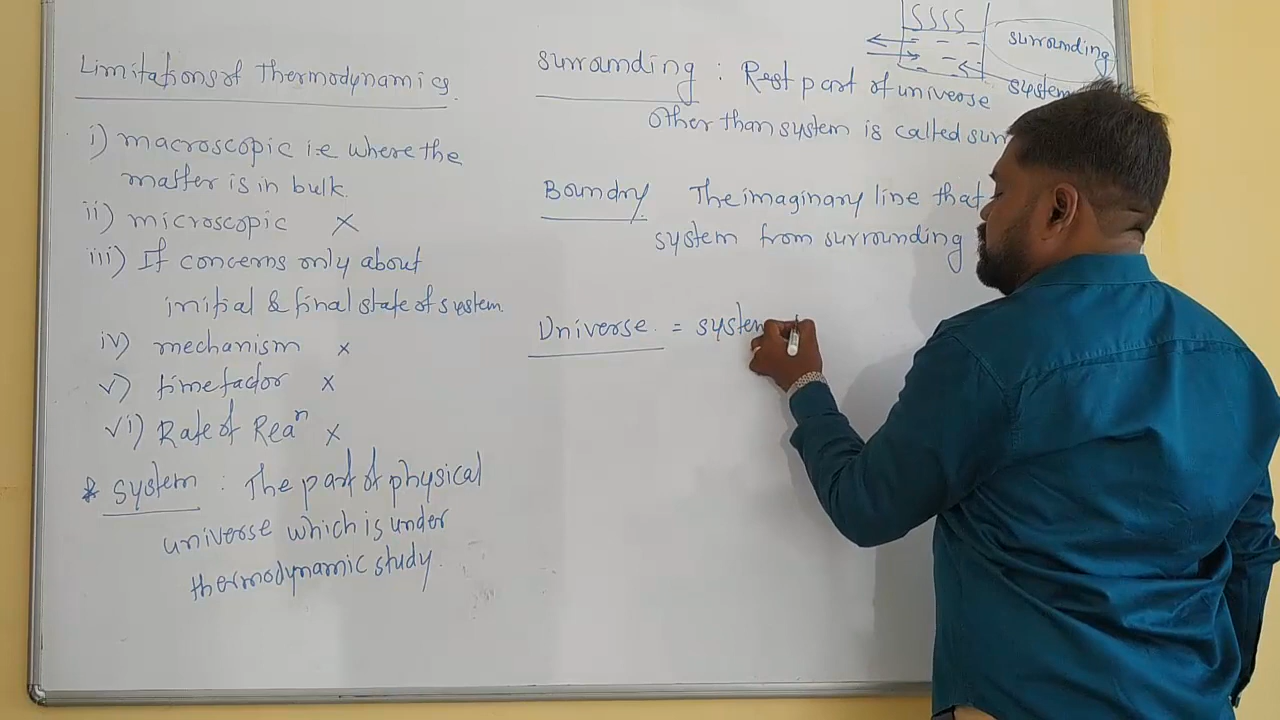 Limitations of Thermodynamics.
i) macroscopic i.e where the
matter is in bulk.
ii) microscopic ×
iii) It concerns only about
initial & final state of system.
iv) mechanism ×
v) time factor ×
vi) Rate of Reaⁿ ×
* system : The part of physical
universe which is under
thermodynamic study.
surrounding
system
surrounding : Rest part of universe
Other than system is called
Boundry The imaginary line that
system from surrounding
Universe = system